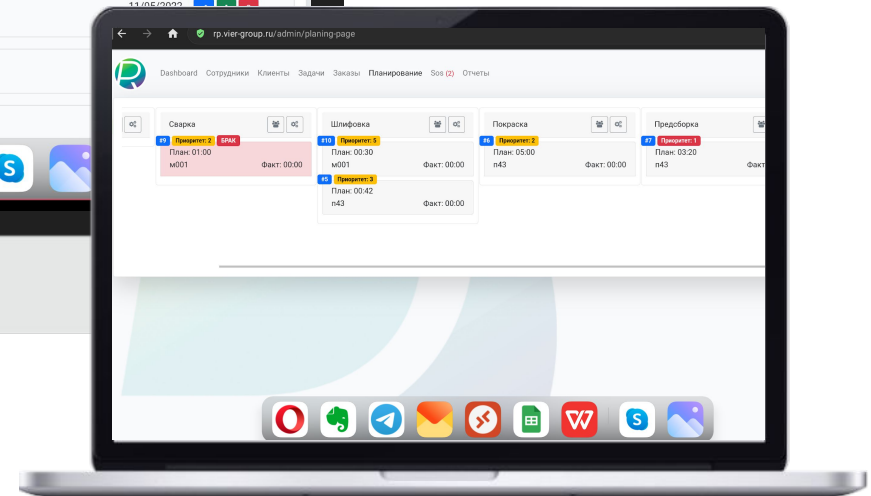 11/05/2022
rp.vier-group.ru/admin/planing-page
Dashboard Сотрудники Клиенты Задачи Заказы Планирование Sos (2) Отчеты
Сварка
#9 Приоритет: 2 БРАК
План: 01:00
м001 Факт: 00:00
Шлифовка
#10 Приоритет: 5
План: 00:30
м001 Факт: 00:00
#5 Приоритет: 3
План: 00:42
п43 Факт: 00:00
Покраска
#6 Приоритет: 2
План: 05:00
п43 Факт: 00:00
Предсборка
#7 Приоритет: 1
План: 03:20
п43 Факт